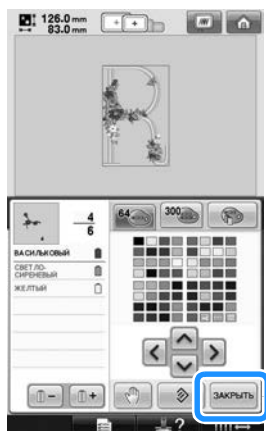 126.0 mm
83.0 mm
4
6
64
300
ВАСИЛЬКОВЫЙ
СВЕТЛО-
СИРЕНЕВЫЙ
ЖЕЛТЫЙ
- +
ЗАКРЫТЬ
?